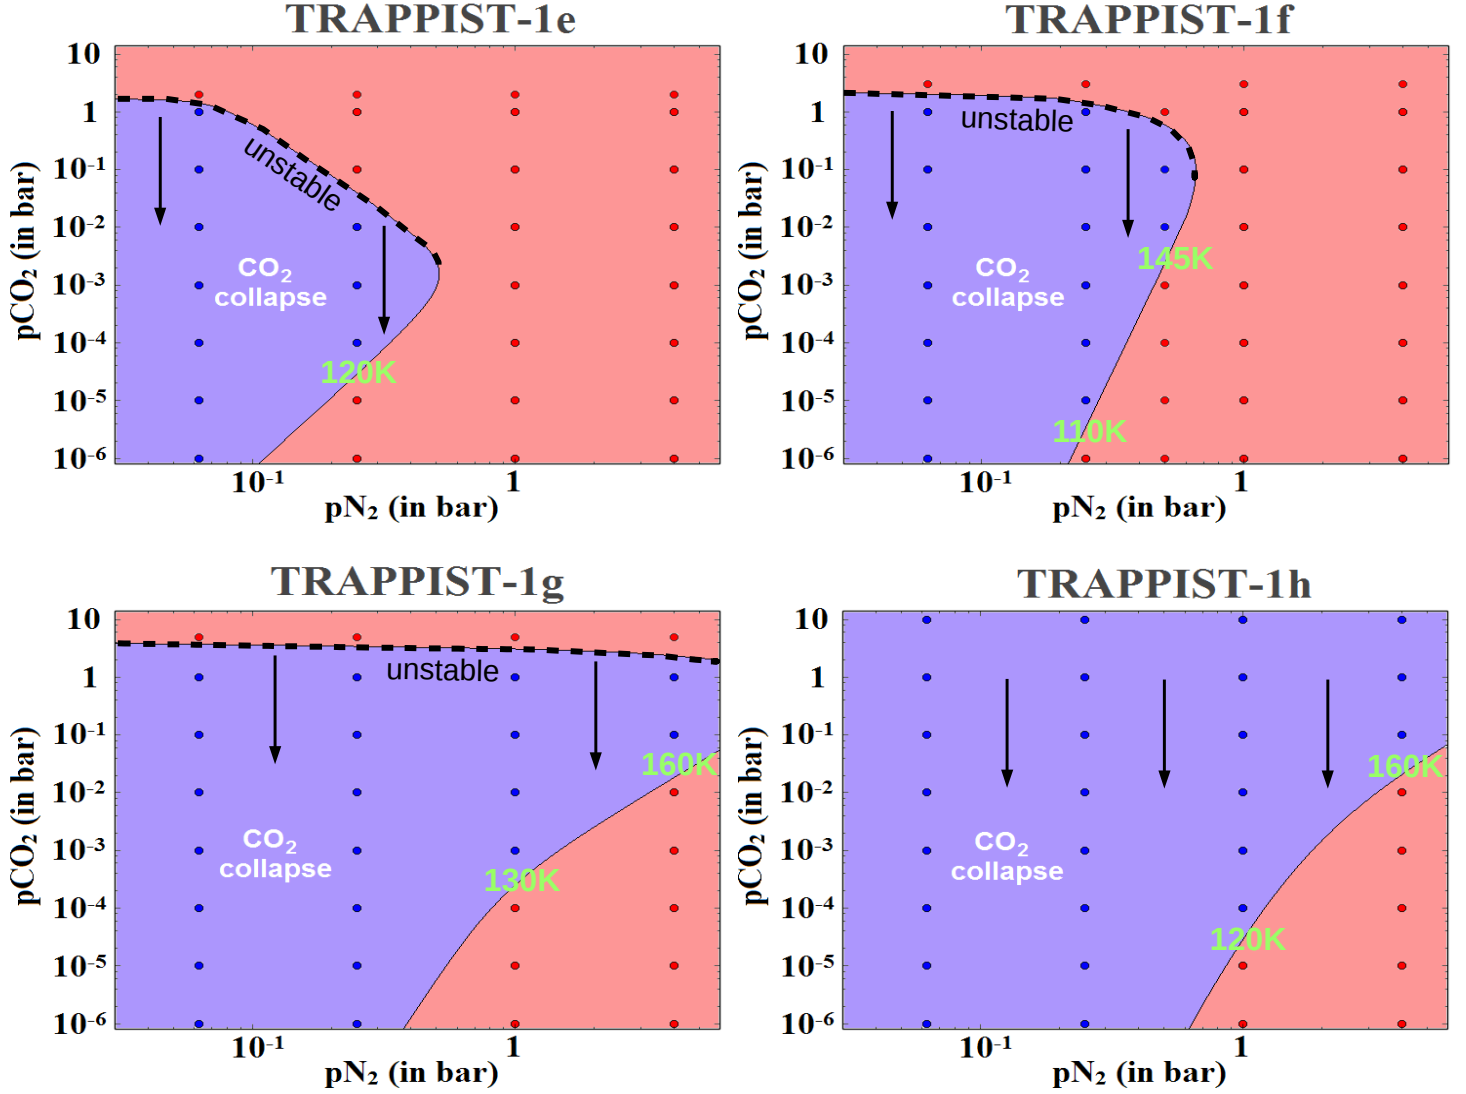 TRAPPIST-1e
10
1
10⁻¹
10⁻²
10⁻³
10⁻⁴
10⁻⁵
10⁻⁶
pCO₂ (in bar)
unstable
CO₂
collapse
120K
10⁻¹
1
pN₂ (in bar)
TRAPPIST-1f
10
1
10⁻¹
10⁻²
10⁻³
10⁻⁴
10⁻⁵
10⁻⁶
pCO₂ (in bar)
unstable
CO₂
collapse
145K
110K
10⁻¹
1
pN₂ (in bar)
TRAPPIST-1g
10
1
10⁻¹
10⁻²
10⁻³
10⁻⁴
10⁻⁵
10⁻⁶
pCO₂ (in bar)
unstable
160K
CO₂
collapse
130K
10⁻¹
1
pN₂ (in bar)
TRAPPIST-1h
10
1
10⁻¹
10⁻²
10⁻³
10⁻⁴
10⁻⁵
10⁻⁶
pCO₂ (in bar)
160K
CO₂
collapse
120K
10⁻¹
1
pN₂ (in bar)